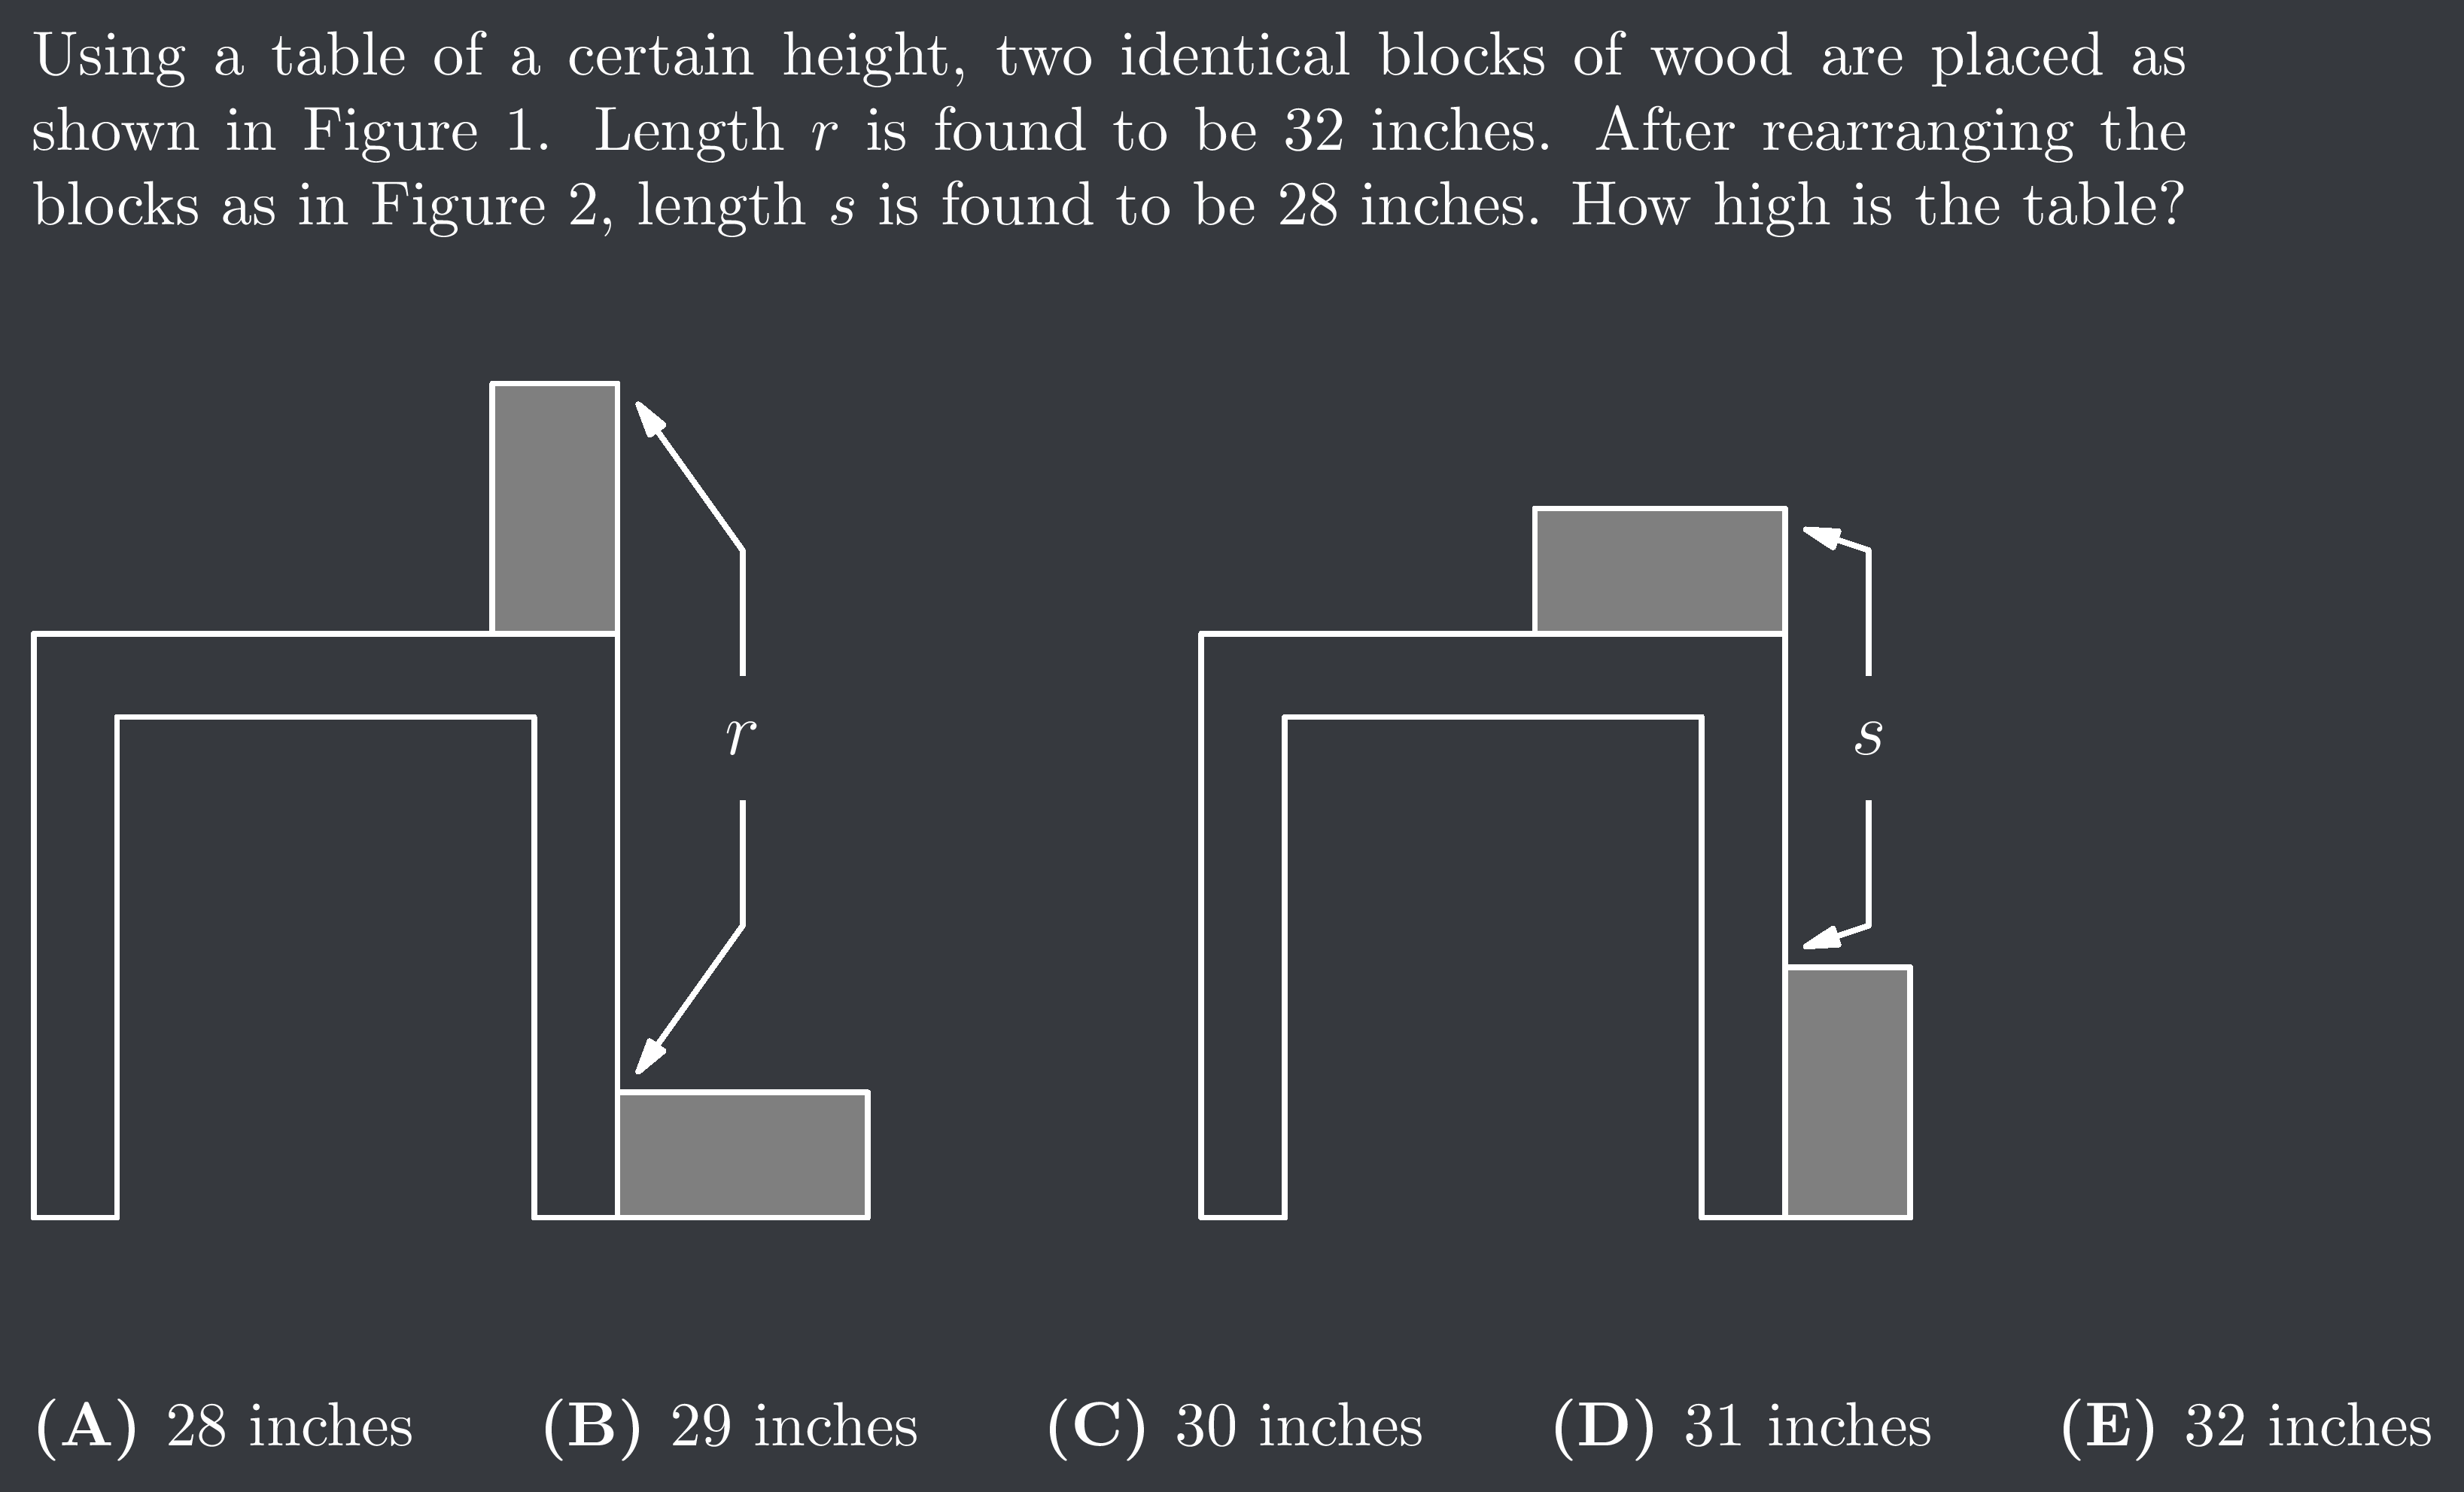 Using a table of a certain height, two identical blocks of wood are placed as
shown in Figure 1. Length r is found to be 32 inches. After rearranging the
blocks as in Figure 2, length s is found to be 28 inches. How high is the table?
r
s
(A) 28 inches (B) 29 inches (C) 30 inches (D) 31 inches (E) 32 inches